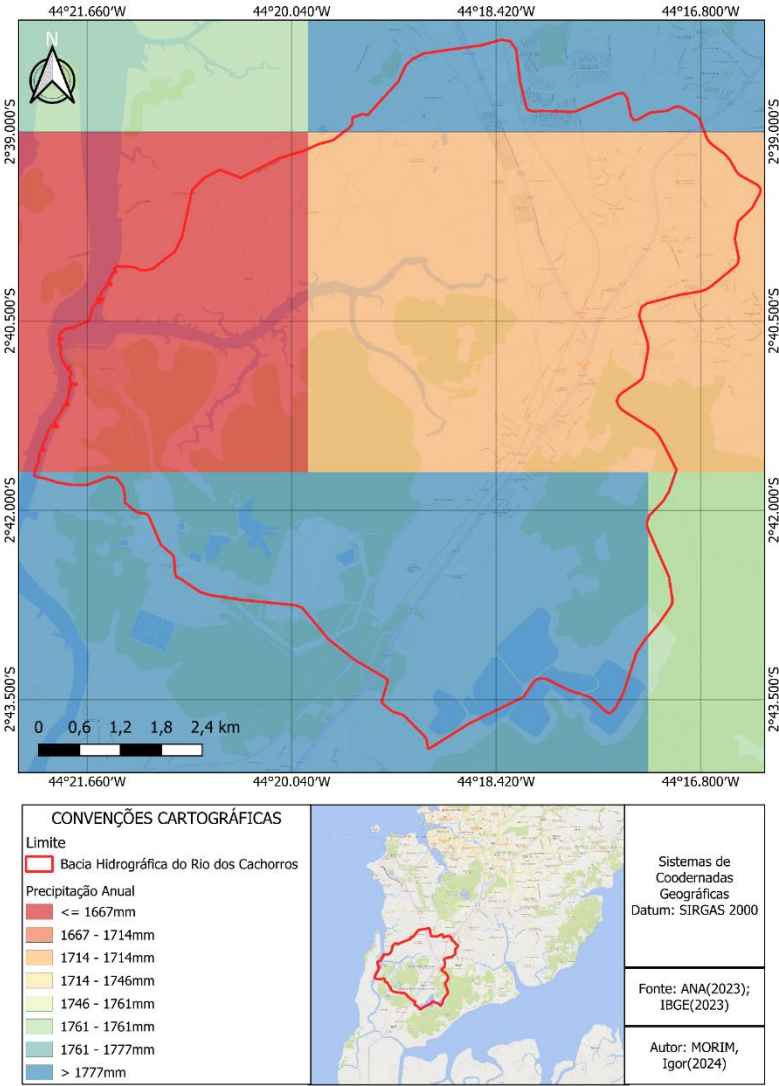 44°21.660'W 44°20.040'W 44°18.420'W 44°16.800'W
N
2°39.000'S 2°39.000'S
2°40.500'S 2°40.500'S
2°42.000'S 2°42.000'S
2°43.500'S 2°43.500'S
0 0,6 1,2 1,8 2,4 km
44°21.660'W 44°20.040'W 44°18.420'W 44°16.800'W
CONVENÇÕES CARTOGRÁFICAS
Limite
Bacia Hidrográfica do Rio dos Cachorros
Precipitação Anual
<= 1667mm
1667 - 1714mm
1714 - 1714mm
1714 - 1746mm
1746 - 1761mm
1761 - 1761mm
1761 - 1777mm
> 1777mm
Sistemas de
Coodernadas
Geográficas
Datum: SIRGAS 2000
Fonte: ANA(2023);
IBGE(2023)
Autor: MORIM,
Igor(2024)